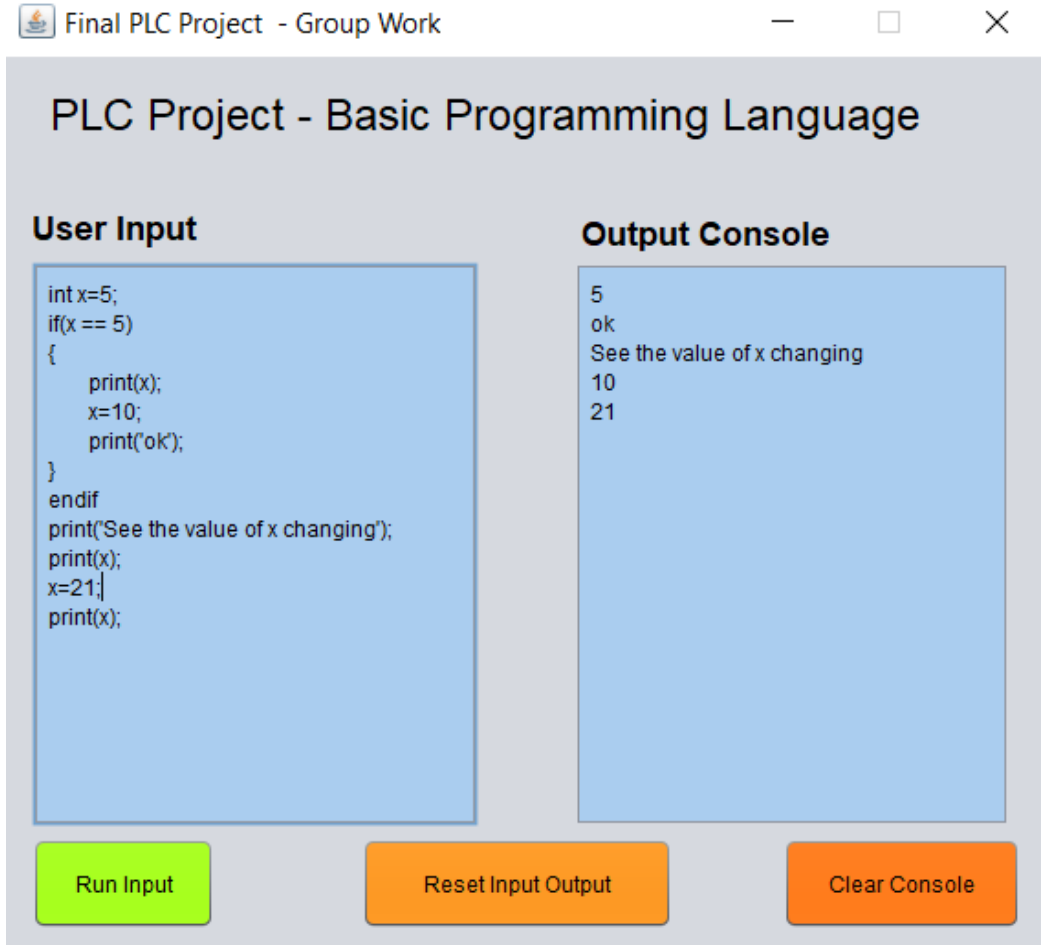 Final PLC Project - Group Work
PLC Project - Basic Programming Language
User Input
int x=5;
if(x == 5)
{
print(x);
x=10;
print('ok');
}
endif
print('See the value of x changing');
print(x);
x=21;
print(x);
Output Console
5
ok
See the value of x changing
10
21
Run Input
Reset Input Output
Clear Console